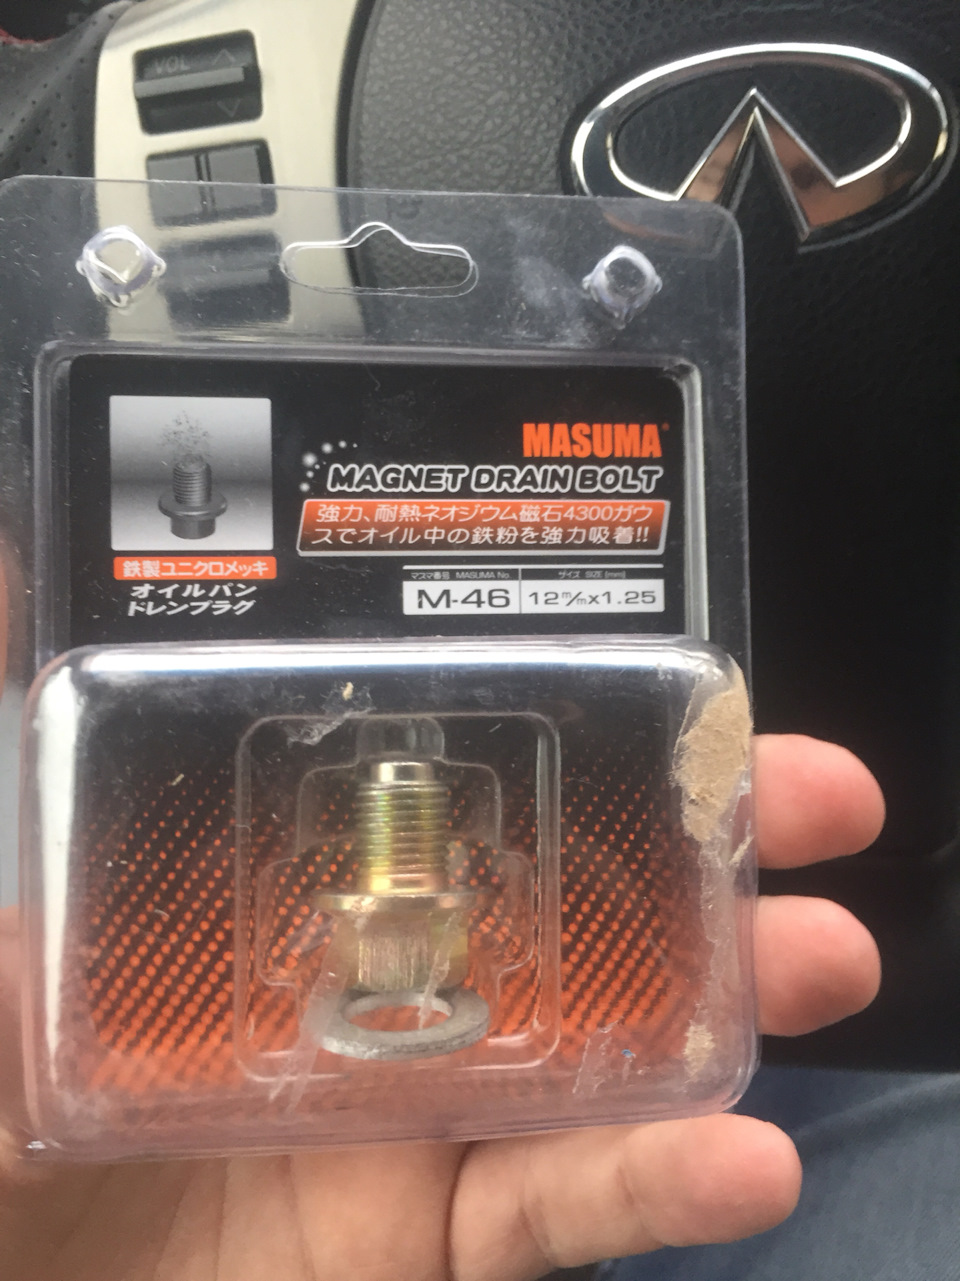 VOL
MASUMA
MAGNET DRAIN BOLT
強力、耐熱ネオジウム磁石4300ガウ
スでオイル中の鉄粉を強力吸着!!
鉄製ユニクロメッキ
オイルパン
ドレンプラグ
マスマ番号 MASUMA No.
サイズ SIZE (mm)
M-46
12m/mx1.25